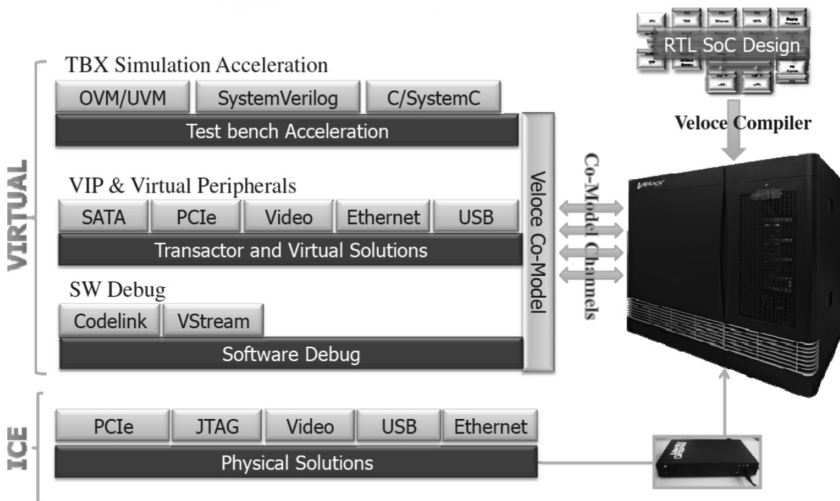 RTL SoC Design
TBX Simulation Acceleration
OVM/UVM
SystemVerilog
C/SystemC
Test bench Acceleration
Veloce Compiler
VIRTUAL
VIP & Virtual Peripherals
SATA
PCIe
Video
Ethernet
USB
Transactor and Virtual Solutions
SW Debug
Codelink
VStream
Software Debug
Veloce Co-Model
Co-Model Channels
Veloce
ICE
PCIe
JTAG
Video
USB
Ethernet
Physical Solutions